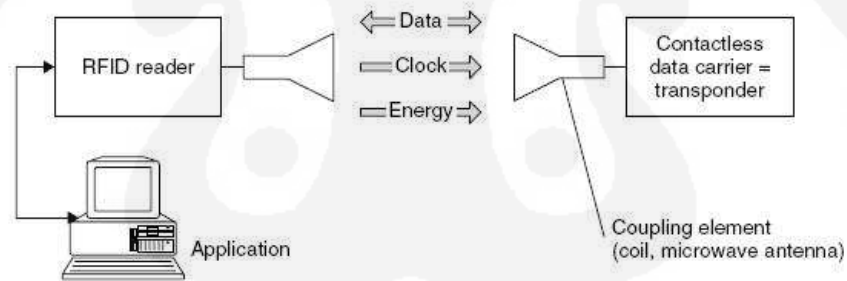 Data
RFID reader
Clock
Energy
Contactless
data carrier =
transponder
Application
Coupling element
(coil, microwave antenna)